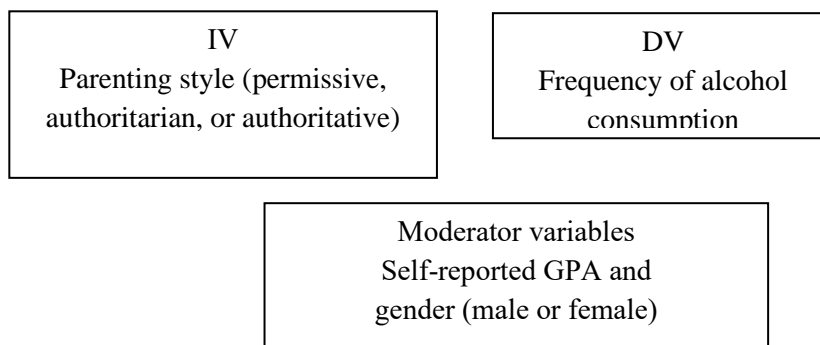 IV
Parenting style (permissive,
authoritarian, or authoritative)
DV
Frequency of alcohol
consumption
Moderator variables
Self-reported GPA and
gender (male or female)